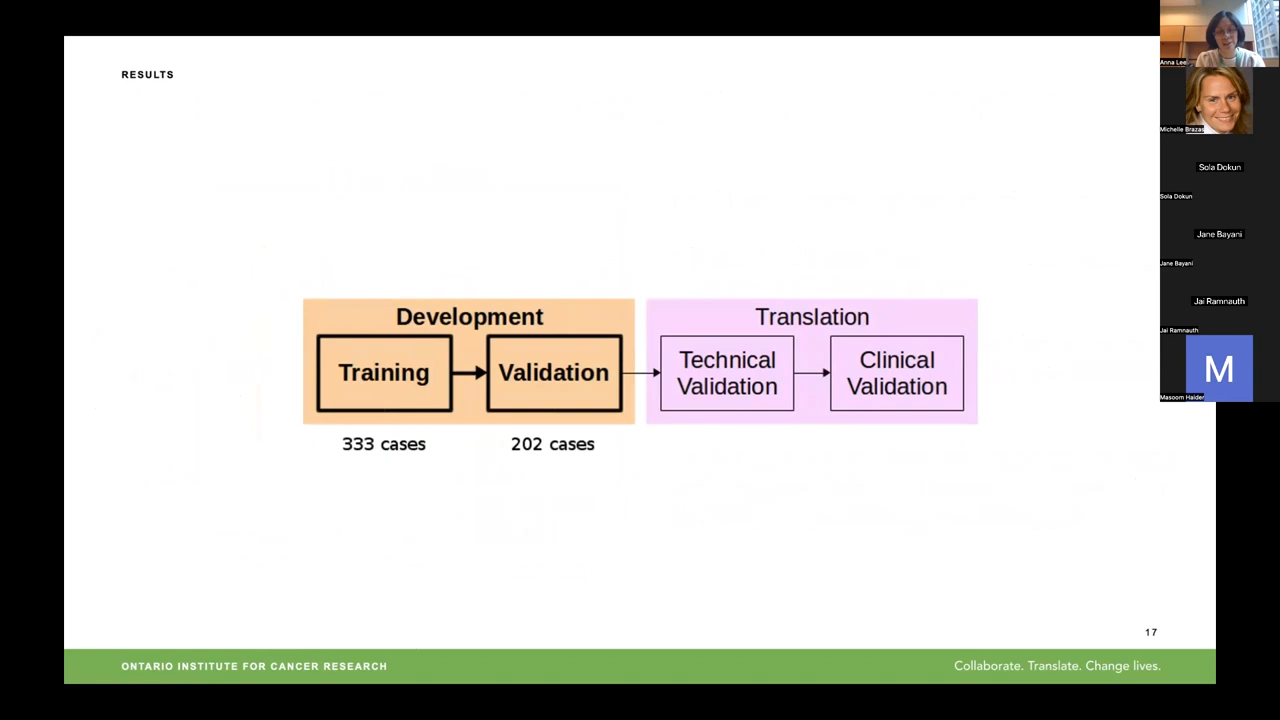 RESULTS
Development
Training
Validation
333 cases
202 cases
Translation
Technical
Validation
Clinical
Validation
17
ONTARIO INSTITUTE FOR CANCER RESEARCH
Collaborate. Translate. Change lives.
Anna Lee
Michelle Brazas
Sola Dokun
Sola Dokun
Jane Bayani
Jane Bayani
Jai Ramnauth
Jai Ramnauth
M
Masoom Haider